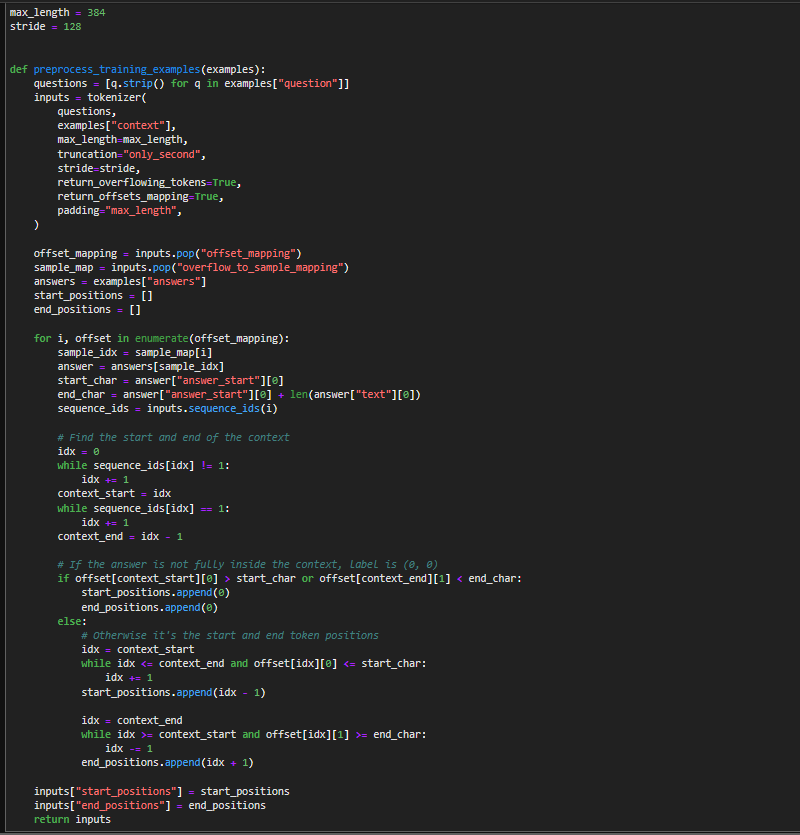 max_length = 384
stride = 128
def preprocess_training_examples(examples):
    questions = [q.strip() for q in examples["question"]]
    inputs = tokenizer(
        questions,
        examples["context"],
        max_length=max_length,
        truncation="only_second",
        stride=stride,
        return_overflowing_tokens=True,
        return_offsets_mapping=True,
        padding="max_length",
    )
    offset_mapping = inputs.pop("offset_mapping")
    sample_map = inputs.pop("overflow_to_sample_mapping")
    answers = examples["answers"]
    start_positions = []
    end_positions = []
    for i, offset in enumerate(offset_mapping):
        sample_idx = sample_map[i]
        answer = answers[sample_idx]
        start_char = answer["answer_start"][0]
        end_char = answer["answer_start"][0] + len(answer["text"][0])
        sequence_ids = inputs.sequence_ids(i)
        # Find the start and end of the context
        idx = 0
        while sequence_ids[idx] != 1:
            idx += 1
        context_start = idx
        while sequence_ids[idx] == 1:
            idx += 1
        context_end = idx - 1
        # If the answer is not fully inside the context, label is (0, 0)
        if offset[context_start][0] > start_char or offset[context_end][1] < end_char:
            start_positions.append(0)
            end_positions.append(0)
        else:
            # Otherwise it's the start and end token positions
            idx = context_start
            while idx <= context_end and offset[idx][0] <= start_char:
                idx += 1
            start_positions.append(idx - 1)
            idx = context_end
            while idx >= context_start and offset[idx][1] >= end_char:
                idx -= 1
            end_positions.append(idx + 1)
    inputs["start_positions"] = start_positions
    inputs["end_positions"] = end_positions
    return inputs